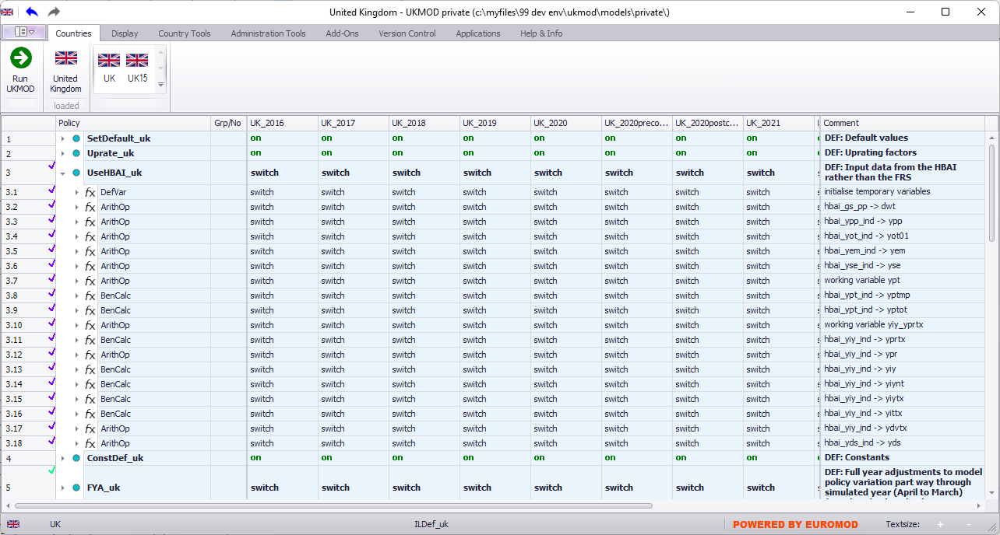 United Kingdom - UKMOD private (c:\myfiles\99 dev env\ukmod\models\private\)
Countries Display Country Tools Administration Tools Add-Ons Version Control Applications Help & Info
Run UKMOD
United Kingdom
UK UK15
loaded
Policy Grp/No UK_2016 UK_2017 UK_2018 UK_2019 UK_2020 UK_2020preco... UK_2020postc... UK_2021 Comment
1 SetDefault_uk on on on on on on on on DEF: Default values
2 Uprate_uk on on on on on on on on DEF: Uprating factors
3 UseHBAI_uk switch switch switch switch switch switch switch switch DEF: Input data from the HBAI
rather than the FRS
3.1 fx DefVar switch switch switch switch switch switch switch switch initialise temporary variables
3.2 fx ArithOp switch switch switch switch switch switch switch switch hbai_gs_pp -> dwt
3.3 fx ArithOp switch switch switch switch switch switch switch switch hbai_ypp_ind -> ypp
3.4 fx ArithOp switch switch switch switch switch switch switch switch hbai_yot_ind -> yot01
3.5 fx ArithOp switch switch switch switch switch switch switch switch hbai_yem_ind -> yem
3.6 fx ArithOp switch switch switch switch switch switch switch switch hbai_yse_ind -> yse
3.7 fx ArithOp switch switch switch switch switch switch switch switch working variable ypt
3.8 fx BenCalc switch switch switch switch switch switch switch switch hbai_ypt_ind -> yptmp
3.9 fx BenCalc switch switch switch switch switch switch switch switch hbai_ypt_ind -> yptot
3.10 fx ArithOp switch switch switch switch switch switch switch switch working variable yiy_yprtx
3.11 fx BenCalc switch switch switch switch switch switch switch switch hbai_yiy_ind -> yprtx
3.12 fx ArithOp switch switch switch switch switch switch switch switch hbai_yiy_ind -> ypr
3.13 fx BenCalc switch switch switch switch switch switch switch switch hbai_yiy_ind -> yiy
3.14 fx BenCalc switch switch switch switch switch switch switch switch hbai_yiy_ind -> yiynt
3.15 fx BenCalc switch switch switch switch switch switch switch switch hbai_yiy_ind -> yiytx
3.16 fx BenCalc switch switch switch switch switch switch switch switch hbai_yiy_ind -> yittx
3.17 fx ArithOp switch switch switch switch switch switch switch switch hbai_yiy_ind -> ydvtx
3.18 fx ArithOp switch switch switch switch switch switch switch switch hbai_yds_ind -> yds
4 ConstDef_uk on on on on on on on on DEF: Constants
5 FYA_uk switch switch switch switch switch switch switch switch DEF: Full year adjustments to model
policy variation part way through
simulated year (April to March)
UK ILDef_uk POWERED BY EUROMOD Textsize: + -